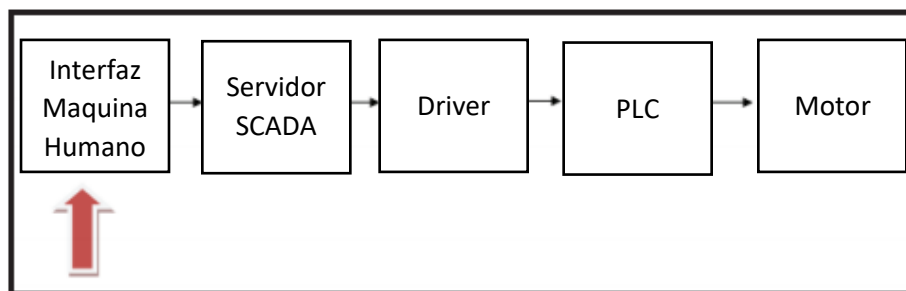 Interfaz
Maquina
Humano
Servidor
SCADA
Driver
PLC
Motor